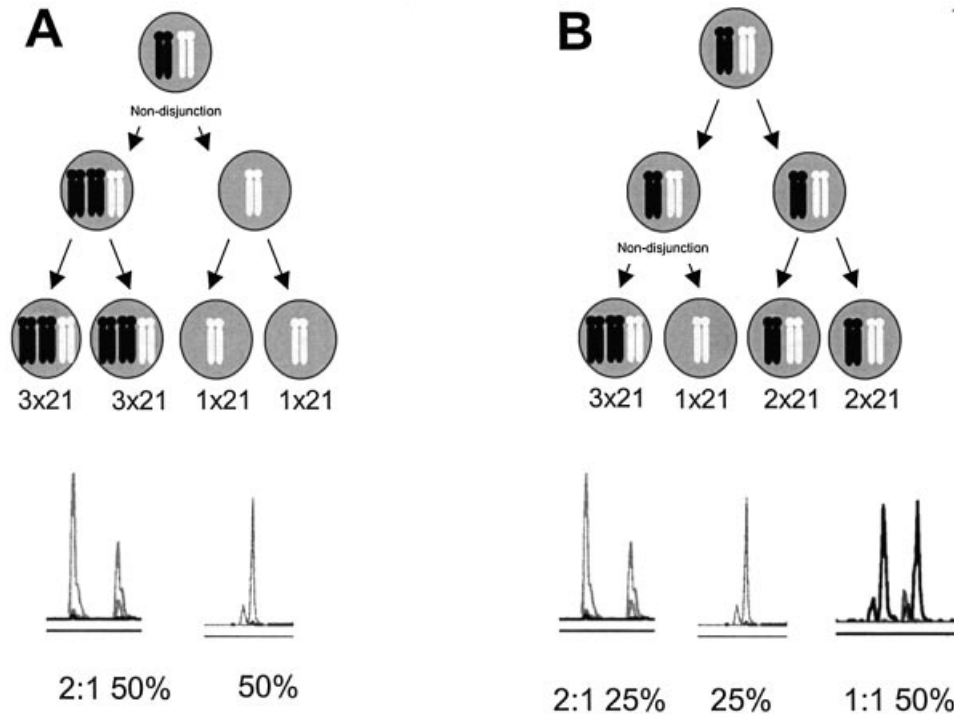 A
Non-disjunction
3x21 3x21 1x21 1x21
2:1 50% 50%
B
Non-disjunction
3x21 1x21 2x21 2x21
2:1 25% 25% 1:1 50%